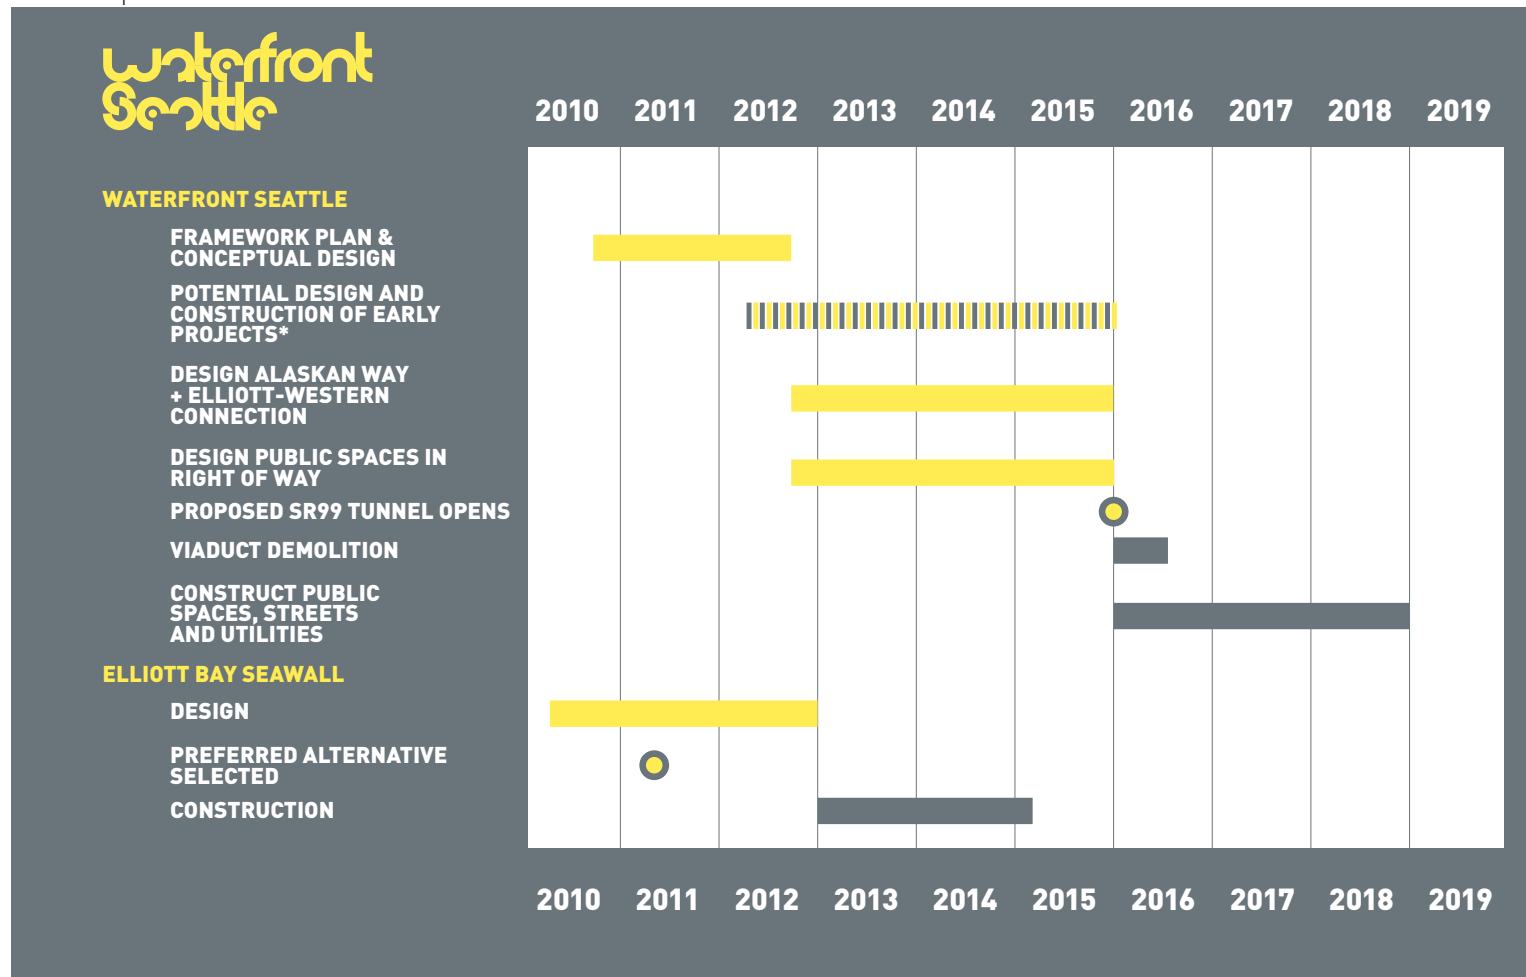 waterfront
Seattle
2010 2011 2012 2013 2014 2015 2016 2017 2018 2019
WATERFRONT SEATTLE
FRAMEWORK PLAN &
CONCEPTUAL DESIGN
POTENTIAL DESIGN AND
CONSTRUCTION OF EARLY
PROJECTS*
DESIGN ALASKAN WAY
+ ELLIOTT-WESTERN
CONNECTION
DESIGN PUBLIC SPACES IN
RIGHT OF WAY
PROPOSED SR99 TUNNEL OPENS
VIADUCT DEMOLITION
CONSTRUCT PUBLIC
SPACES, STREETS
AND UTILITIES
ELLIOTT BAY SEAWALL
DESIGN
PREFERRED ALTERNATIVE
SELECTED
CONSTRUCTION
2010 2011 2012 2013 2014 2015 2016 2017 2018 2019